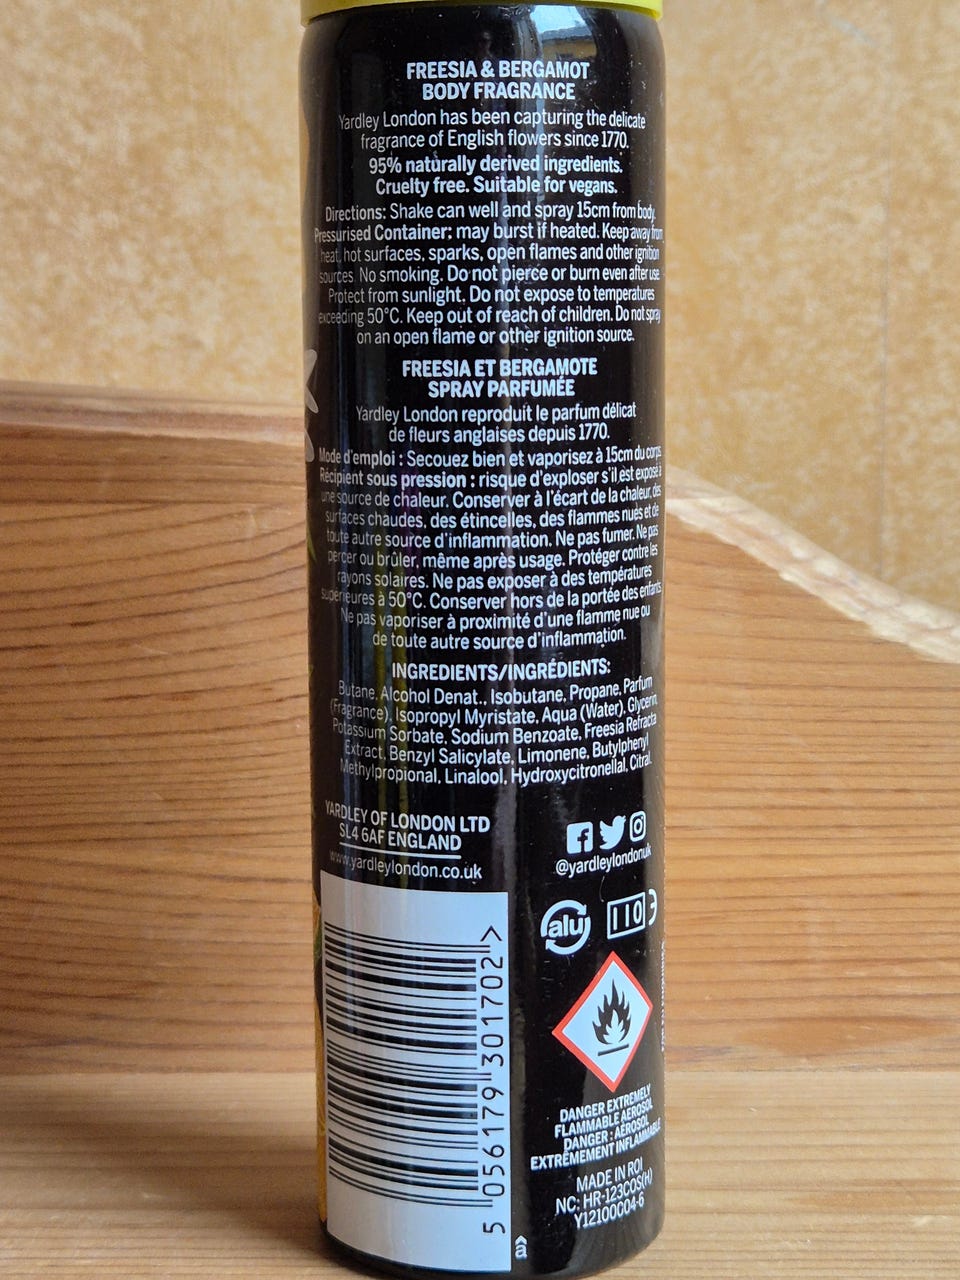 FREESIA & BERGAMOT
BODY FRAGRANCE
Yardley London has been capturing the delicate
fragrance of English flowers since 1770.
95% naturally derived ingredients.
Cruelty free. Suitable for vegans.
Directions: Shake can well and spray 15cm from body.
Pressurised Container: may burst if heated. Keep away from
heat, hot surfaces, sparks, open flames and other ignition
sources. No smoking. Do not pierce or burn even after use.
Protect from sunlight. Do not expose to temperatures
exceeding 50°C. Keep out of reach of children. Do not spray
on an open flame or other ignition source.
FREESIA ET BERGAMOTE
SPRAY PARFUMÉE
Yardley London reproduit le parfum délicat
de fleurs anglaises depuis 1770.
Mode d'emploi : Secouez bien et vaporisez à 15cm du corps.
Récipient sous pression : risque d'exploser s'il est exposé à
une source de chaleur. Conserver à l'écart de la chaleur, des
surfaces chaudes, des étincelles, des flammes nues et de
toute autre source d'inflammation. Ne pas fumer. Ne pas
percer ou brûler, même après usage. Protéger contre les
rayons solaires. Ne pas exposer à des températures
supérieures à 50°C. Conserver hors de la portée des enfants.
Ne pas vaporiser à proximité d'une flamme nue ou
de toute autre source d'inflammation.
INGREDIENTS/INGRÉDIENTS:
Butane, Alcohol Denat., Isobutane, Propane, Parfum
(Fragrance), Isopropyl Myristate, Aqua (Water), Glycerin,
Potassium Sorbate, Sodium Benzoate, Freesia Refracta
Extract, Benzyl Salicylate, Limonene, Butylphenyl
Methylpropional, Linalool, Hydroxycitronellal, Citral.
YARDLEY OF LONDON LTD
SL4 6AF ENGLAND
www.yardleylondon.co.uk
@yardleylondonuk
alu
110 3
5 056179 301702 >
â
DANGER EXTREMELY
FLAMMABLE AEROSOL
DANGER : AÉROSOL
EXTRÊMEMENT INFLAMMABLE
MADE IN ROI
NC: HR-123COS(H)
Y12100C04-6